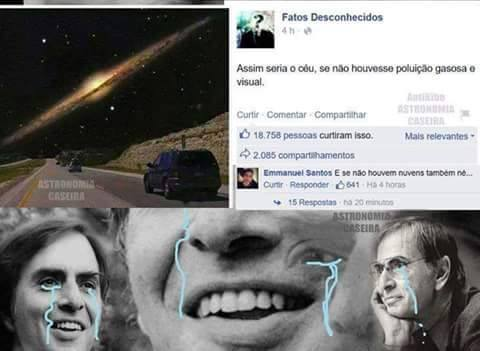 Fatos Desconhecidos
4 h
Assim seria o céu, se não houvesse poluição gasosa e
visual.
AntiKibe
ASTRONOMIA
CASEIRA
Curtir · Comentar · Compartilhar
18.758 pessoas curtiram isso.
Mais relevantes
2.085 compartilhamentos
Emmanuel Santos E se não houvem nuvens também né...
Curtir · Responder · 641 · Há 4 horas
15 Respostas · há 20 minutos
ASTRONOMIA
CASEIRA
ASTRONOMIA
CASEIRA